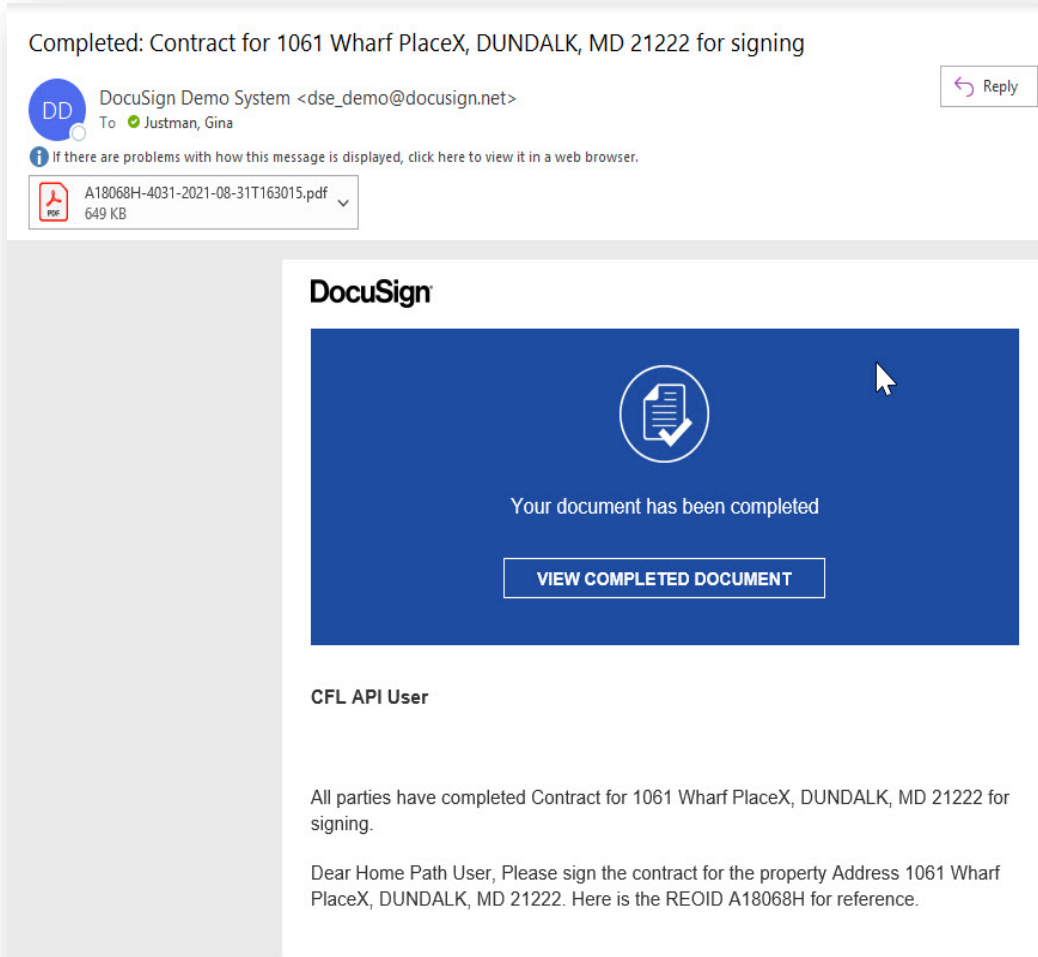 Completed: Contract for 1061 Wharf PlaceX, DUNDALK, MD 21222 for signing
Reply
DD
DocuSign Demo System <dse_demo@docusign.net>
To Justman, Gina
If there are problems with how this message is displayed, click here to view it in a web browser.
PDF
A18068H-4031-2021-08-31T163015.pdf
649 KB
DocuSign
Your document has been completed
VIEW COMPLETED DOCUMENT
CFL API User
All parties have completed Contract for 1061 Wharf PlaceX, DUNDALK, MD 21222 for
signing.
Dear Home Path User, Please sign the contract for the property Address 1061 Wharf
PlaceX, DUNDALK, MD 21222. Here is the REOID A18068H for reference.